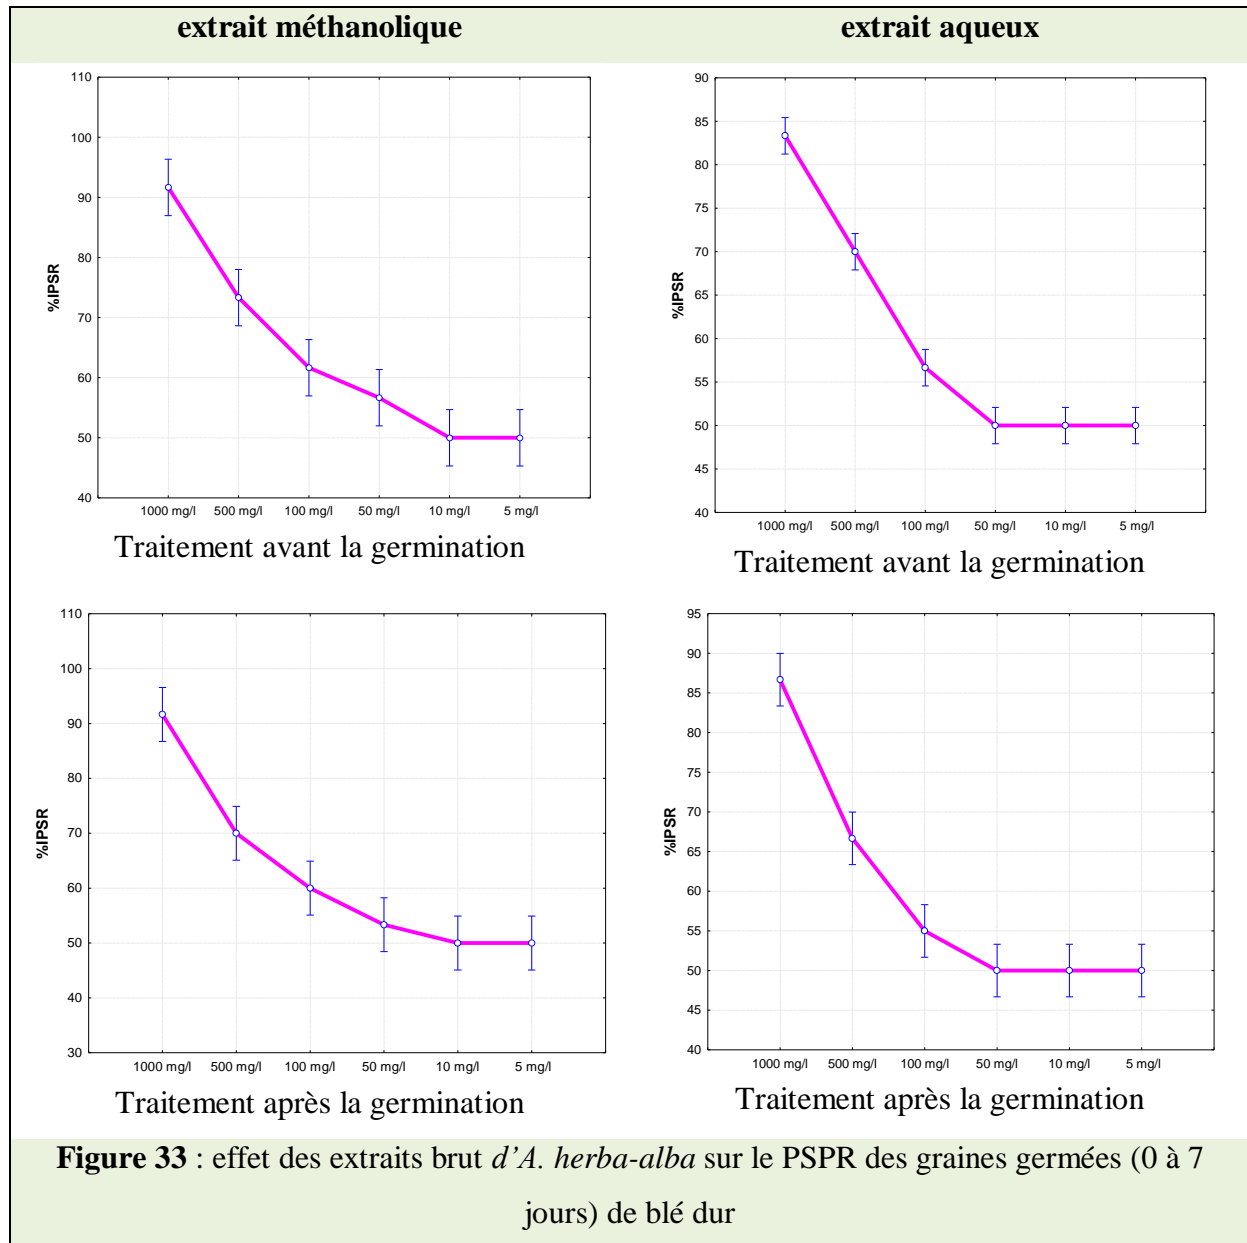 extrait méthanolique
extrait aqueux
110
100
90
80
70
60
50
40
%IPSR
1000 mg/l 500 mg/l 100 mg/l 50 mg/l 10 mg/l 5 mg/l
Traitement avant la germination
90
85
80
75
70
65
60
55
50
45
40
%IPSR
1000 mg/l 500 mg/l 100 mg/l 50 mg/l 10 mg/l 5 mg/l
Traitement avant la germination
110
100
90
80
70
60
50
40
30
%IPSR
1000 mg/l 500 mg/l 100 mg/l 50 mg/l 10 mg/l 5 mg/l
Traitement après la germination
95
90
85
80
75
70
65
60
55
50
45
40
%IPSR
1000 mg/l 500 mg/l 100 mg/l 50 mg/l 10 mg/l 5 mg/l
Traitement après la germination
Figure 33 : effet des extraits brut d'A. herba-alba sur le PSPR des graines germées (0 à 7
jours) de blé dur